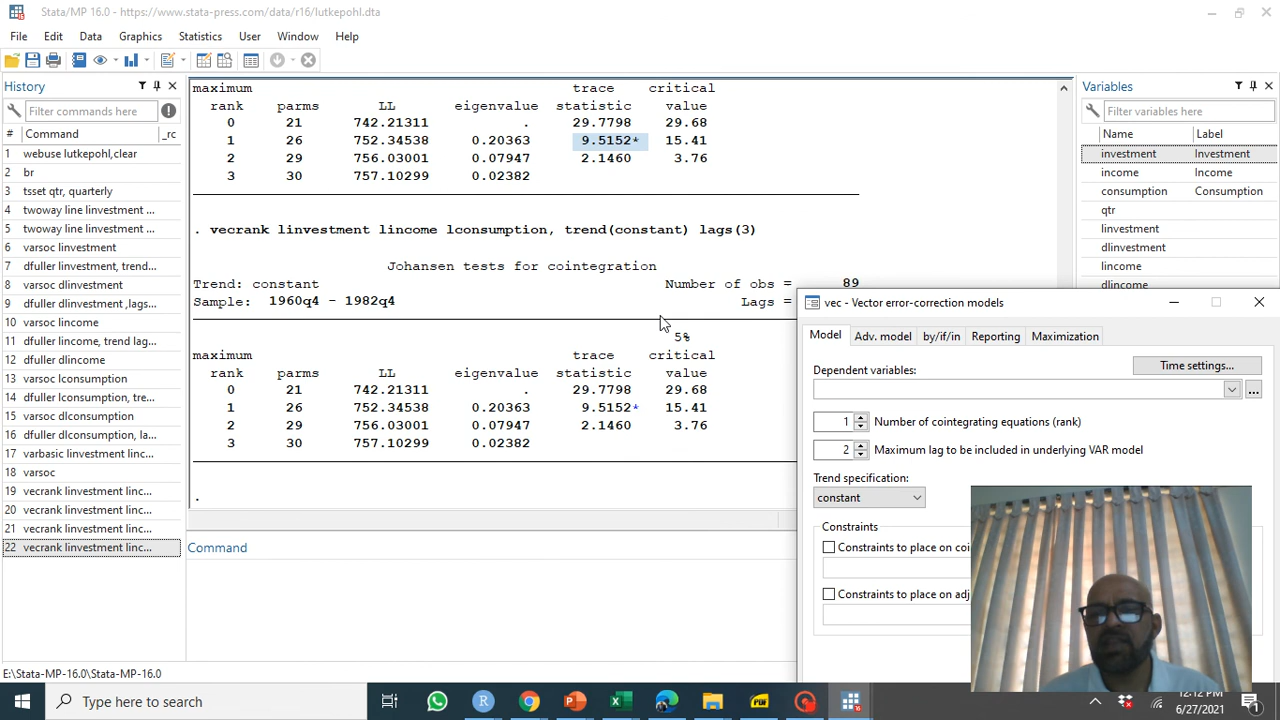 Stata/MP 16.0 - https://www.stata-press.com/data/r16/lutkepohl.dta
File Edit Data Graphics Statistics User Window Help
History
Filter commands
# Command _rc
1 webuse lutkepohl,clear
2 br
3 tsset qtr, quarterly
4 twoway line linvestment ...
5 twoway line linvestment ...
6 varsoc linvestment
7 dfuller linvestment, trend...
8 varsoc dlinvestment
9 dfuller dlinvestment ,lags...
10 varsoc lincome
11 dfuller lincome, trend lag...
12 dfuller dlincome
13 varsoc lconsumption
14 dfuller lconsumption, tre...
15 varsoc dlconsumption
16 dfuller dlconsumption, la...
17 varbasic linvestment linc...
18 varsoc
19 vecrank linvestment linc...
20 vecrank linvestment linc...
21 vecrank linvestment linc...
22 vecrank linvestment linc...
maximum trace critical
rank parms LL eigenvalue statistic value
0 21 742.21311 . 29.7798 29.68
1 26 752.34538 0.20363 9.5152* 15.41
2 29 756.03001 0.07947 2.1460 3.76
3 30 757.10299 0.02382
. vecrank linvestment lincome lconsumption, trend(constant) lags(3)
Johansen tests for cointegration
Trend: constant Number of obs = 89
Sample: 1960q4 - 1982q4 Lags =
5%
maximum trace critical
rank parms LL eigenvalue statistic value
0 21 742.21311 . 29.7798 29.68
1 26 752.34538 0.20363 9.5152* 15.41
2 29 756.03001 0.07947 2.1460 3.76
3 30 757.10299 0.02382
.
Command
Variables
Filter variables here
Name Label
investment Investment
income Income
consumption Consumption
qtr
linvestment
dlinvestment
lincome
dlincome
vec - Vector error-correction models
Model Adv. model by/if/in Reporting Maximization
Time settings...
Dependent variables:
...
1 Number of cointegrating equations (rank)
2 Maximum lag to be included in underlying VAR model
Trend specification:
constant
Constraints
Constraints to place on coi
Constraints to place on adj
E:\Stata-MP-16.0\Stata-MP-16.0
Type here to search
12:12 PM
6/27/2021